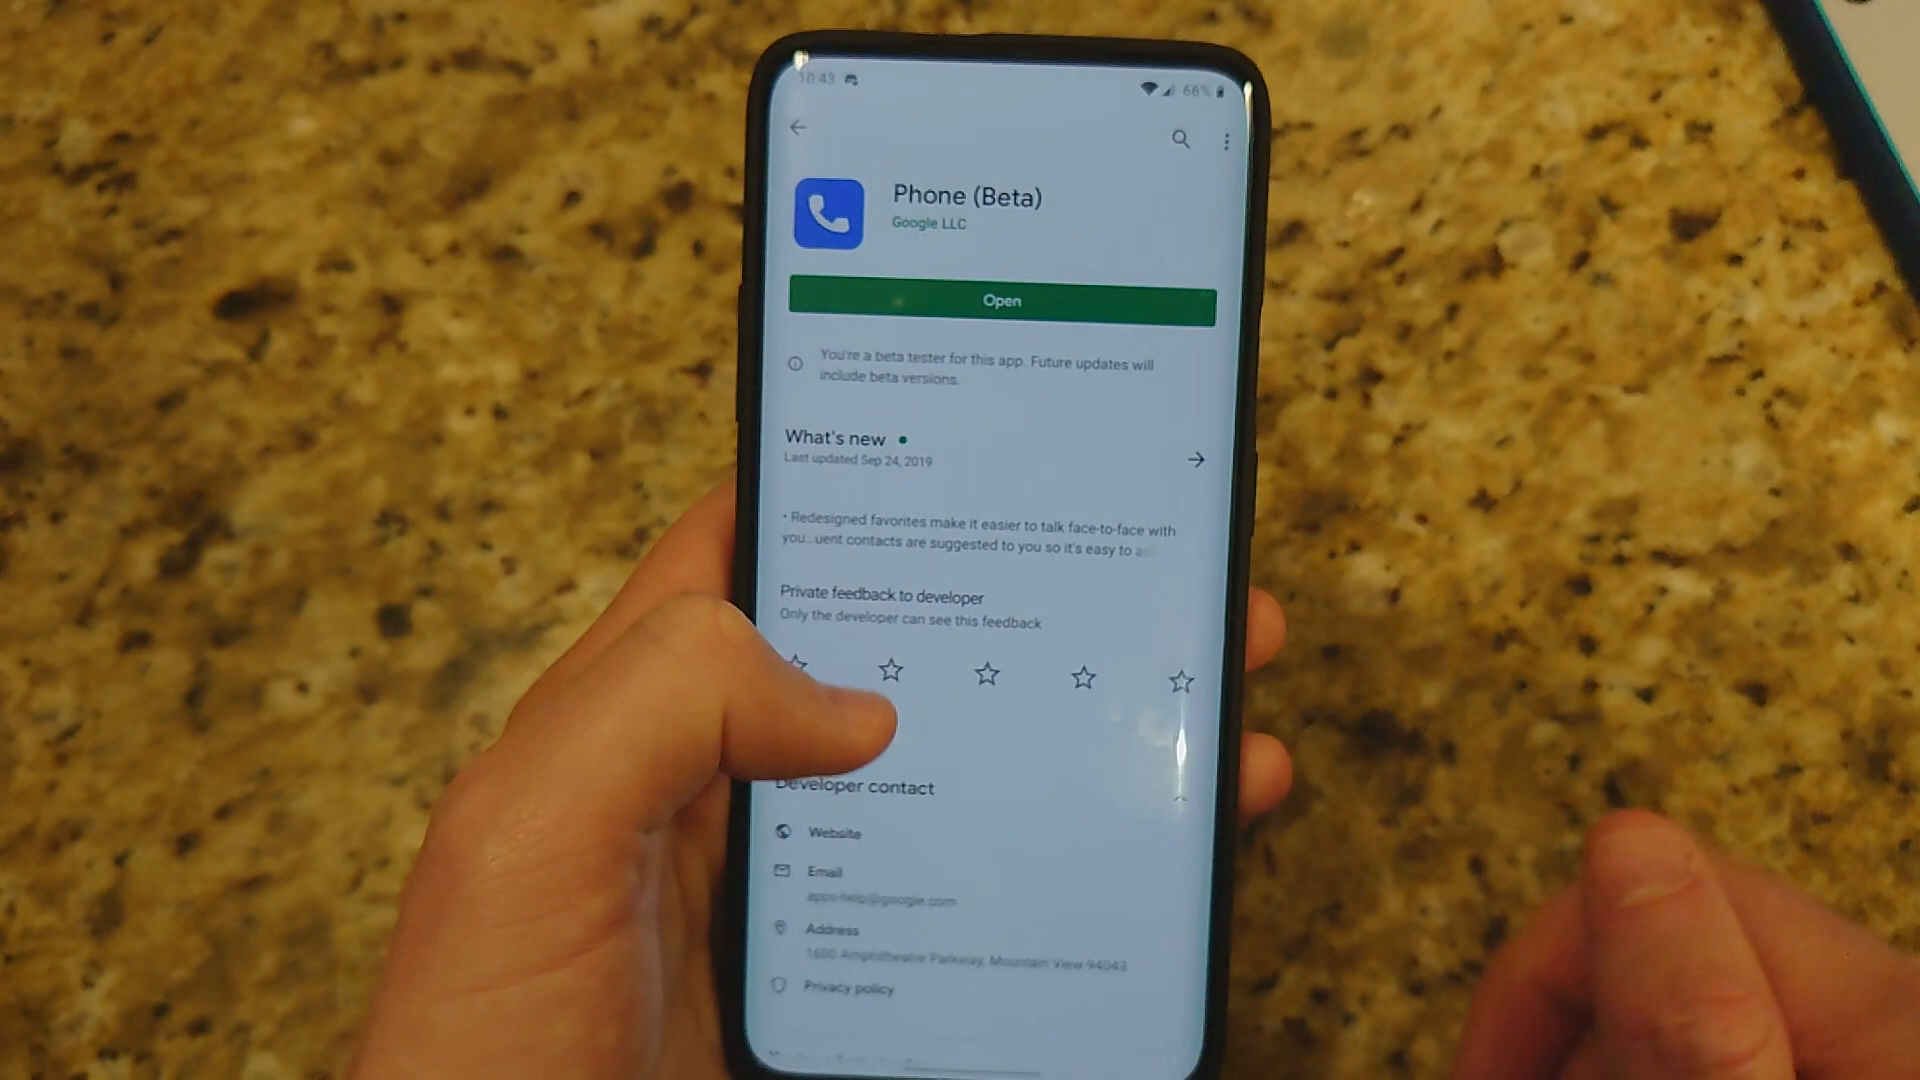 10:43
66%
Phone (Beta)
Google LLC
Open
You're a beta tester for this app. Future updates will
include beta versions.
What's new
Last updated Sep 24, 2019
• Redesigned favorites make it easier to talk face-to-face with
you...uent contacts are suggested to you so it's easy to
Private feedback to developer
Only the developer can see this feedback
Developer contact
Website
Email
apps-help@google.com
Address
1600 Amphitheatre Parkway, Mountain View 94043
Privacy policy